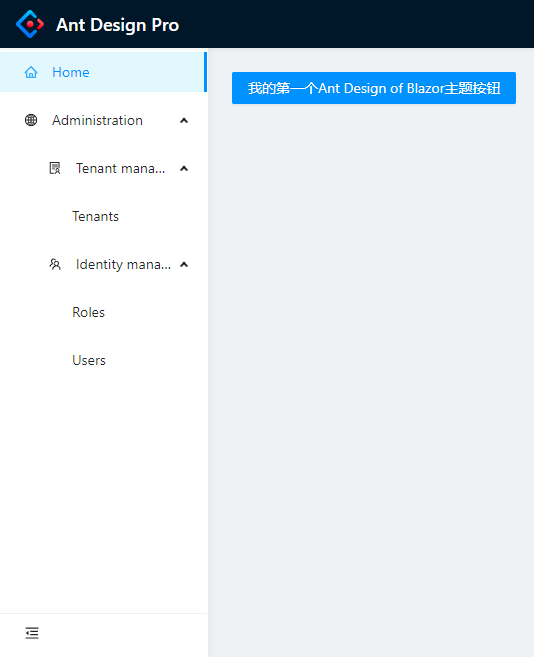 Ant Design Pro
Home
Administration
Tenant mana...
Tenants
Identity mana...
Roles
Users
我的第一个Ant Design of Blazor主题按钮